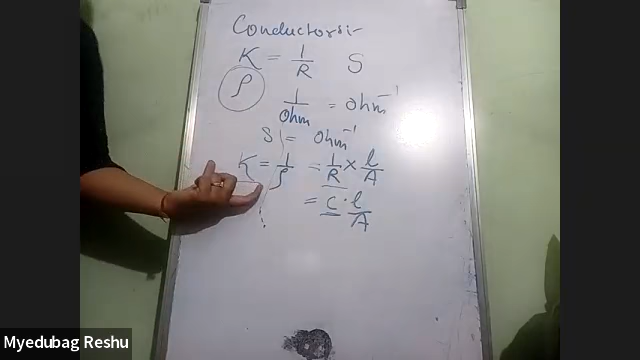 Conductors:-
K = 1/R S
ρ
1/Ohm = Ohm⁻¹
S = Ohm⁻¹
K = 1/ρ = 1/R × l/A
= C · l/A
Myedubag Reshu